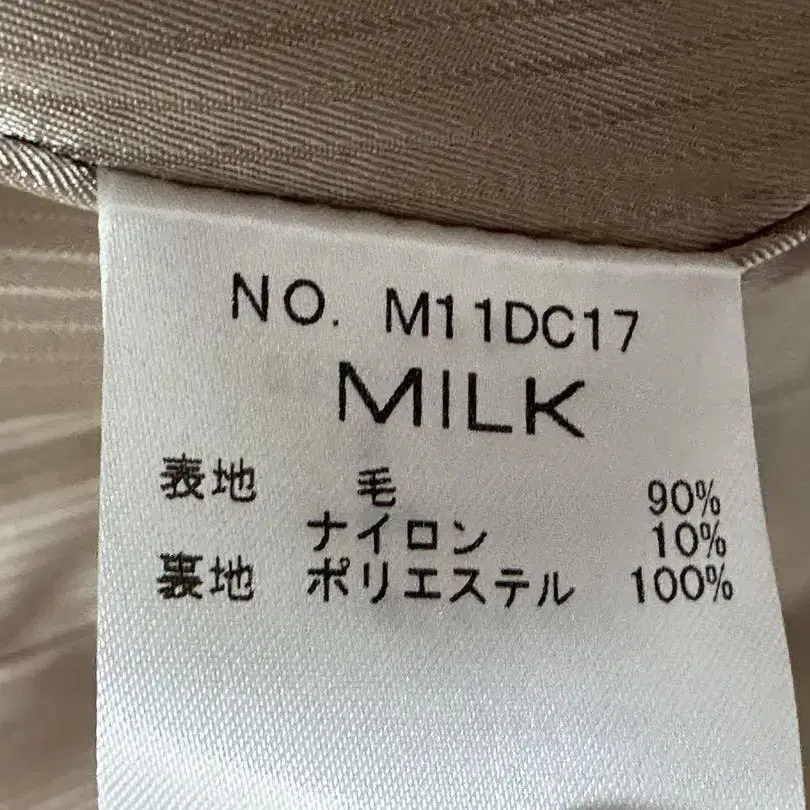 NO. M11DC17
MILK
表地 毛 90%
ナイロン 10%
裏地 ポリエステル 100%